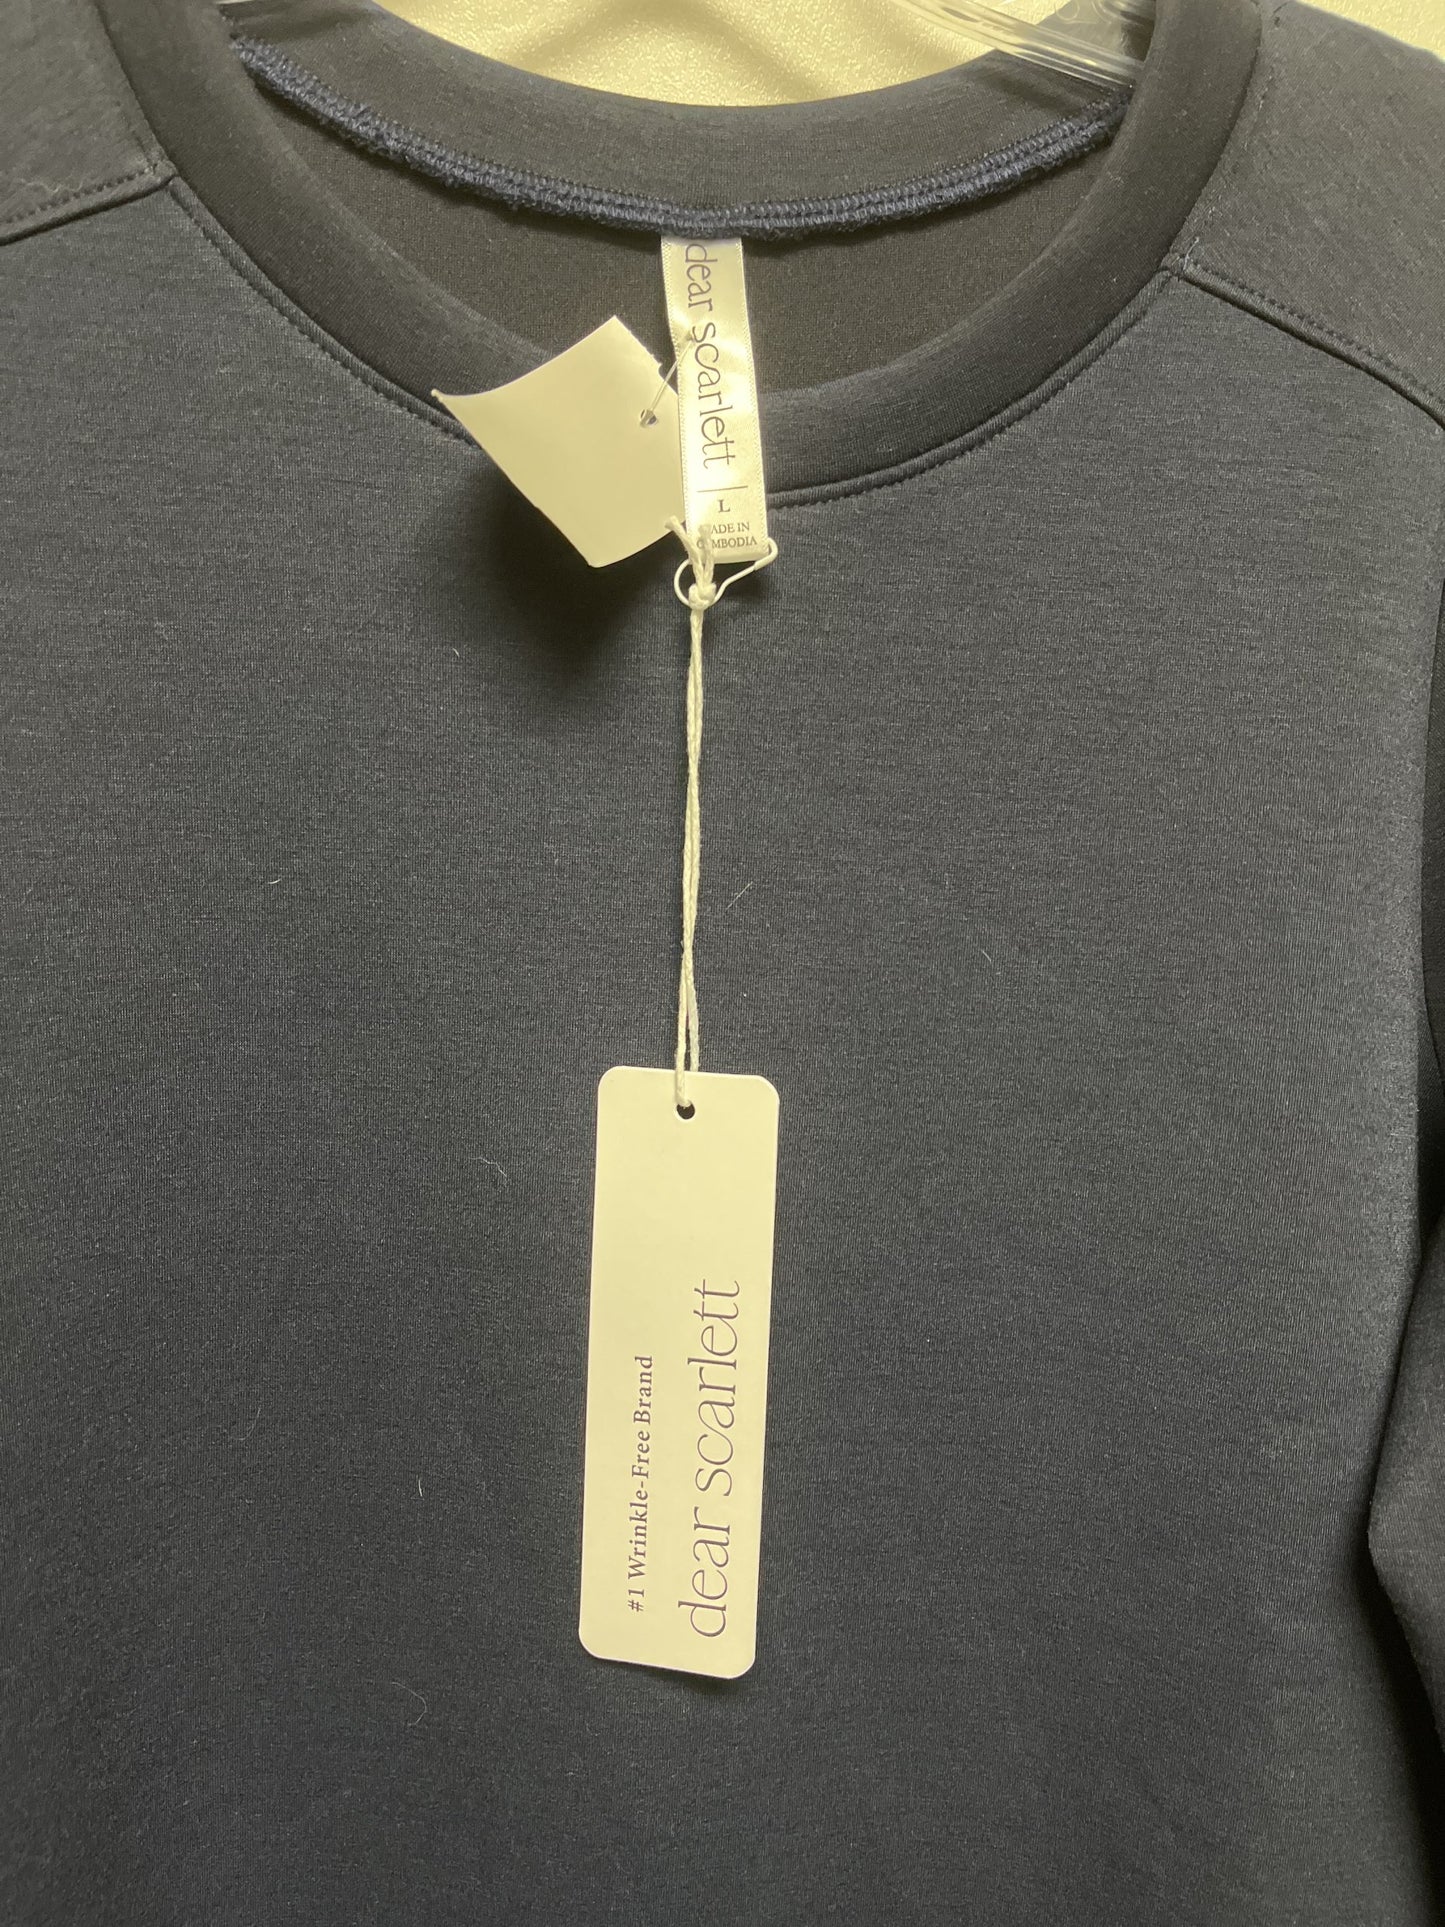 dear scarlett | L
MADE IN
CAMBODIA
#1 Wrinkle-Free Brand
dear scarlett